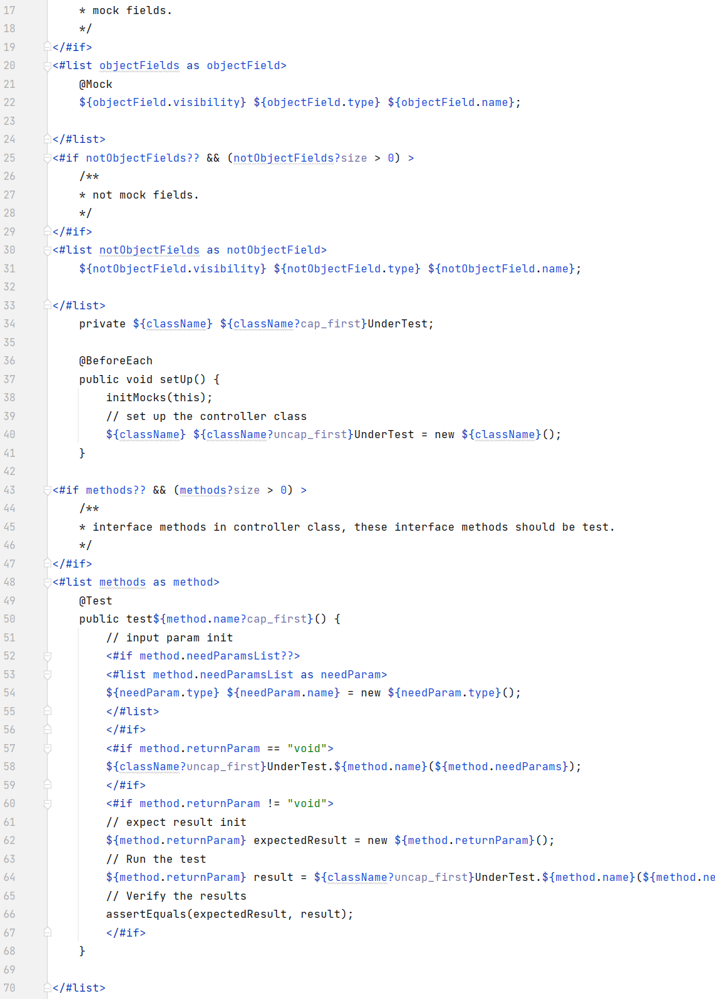 17 * mock fields.
18 */
19 </#if>
20 <#list objectFields as objectField>
21 @Mock
22 ${objectField.visibility} ${objectField.type} ${objectField.name};
23
24 </#list>
25 <#if notObjectFields?? && (notObjectFields?size > 0) >
26 /**
27 * not mock fields.
28 */
29 </#if>
30 <#list notObjectFields as notObjectField>
31 ${notObjectField.visibility} ${notObjectField.type} ${notObjectField.name};
32
33 </#list>
34 private ${className} ${className?cap_first}UnderTest;
35
36 @BeforeEach
37 public void setUp() {
38 initMocks(this);
39 // set up the controller class
40 ${className} ${className?uncap_first}UnderTest = new ${className}();
41 }
42
43 <#if methods?? && (methods?size > 0) >
44 /**
45 * interface methods in controller class, these interface methods should be test.
46 */
47 </#if>
48 <#list methods as method>
49 @Test
50 public test${method.name?cap_first}() {
51 // input param init
52 <#if method.needParamsList??>
53 <#list method.needParamsList as needParam>
54 ${needParam.type} ${needParam.name} = new ${needParam.type}();
55 </#list>
56 </#if>
57 <#if method.returnParam == "void">
58 ${className?uncap_first}UnderTest.${method.name}(${method.needParams});
59 </#if>
60 <#if method.returnParam != "void">
61 // expect result init
62 ${method.returnParam} expectedResult = new ${method.returnParam}();
63 // Run the test
64 ${method.returnParam} result = ${className?uncap_first}UnderTest.${method.name}(${method.ne
65 // Verify the results
66 assertEquals(expectedResult, result);
67 </#if>
68 }
69
70 </#list>